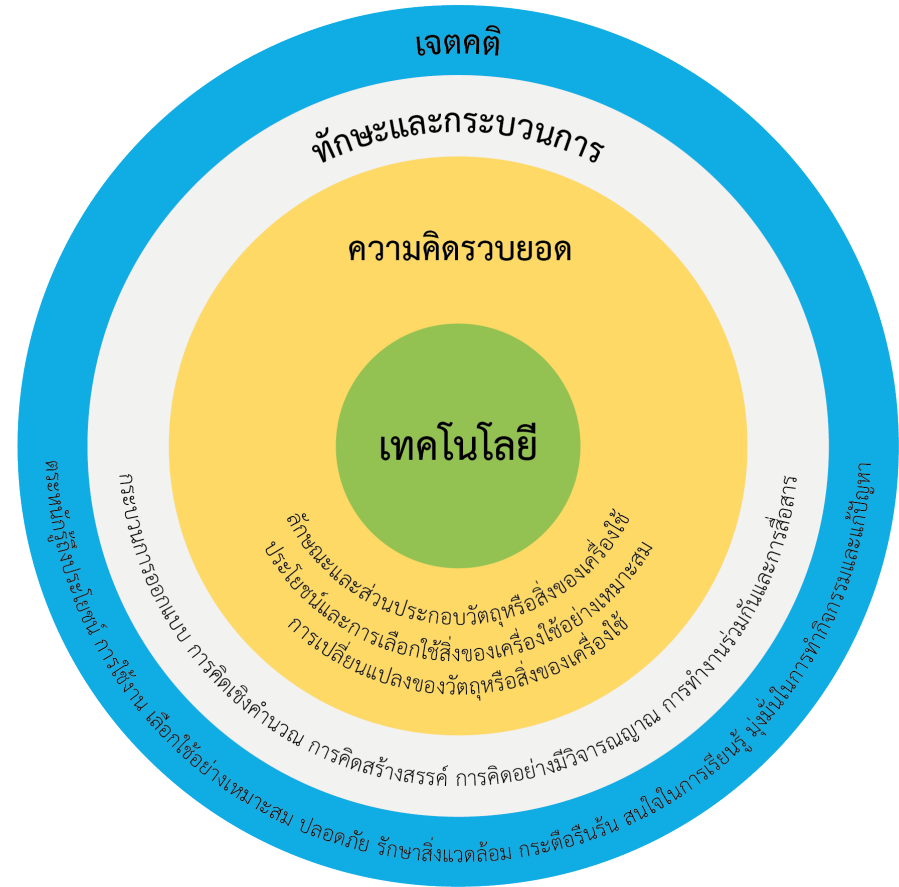 เจตคติ
ทักษะและกระบวนการ
ความคิดรวบยอด
เทคโนโลยี
ลักษณะและส่วนประกอบวัตถุหรือสิ่งของเครื่องใช้
ประโยชน์และการเลือกใช้สิ่งของเครื่องใช้อย่างเหมาะสม
การเปลี่ยนแปลงของวัตถุหรือสิ่งของเครื่องใช้
กระบวนการออกแบบ การคิดเชิงคำนวณ การคิดสร้างสรรค์ การคิดอย่างมีวิจารณญาณ การทำงานร่วมกันและการสื่อสาร
ตระหนักรู้ถึงประโยชน์ การใช้งาน เลือกใช้อย่างเหมาะสม ปลอดภัย รักษาสิ่งแวดล้อม กระตือรืนร้น สนใจในการเรียนรู้ มุ่งมั่นในการทำกิจกรรมและแก้ปัญหา